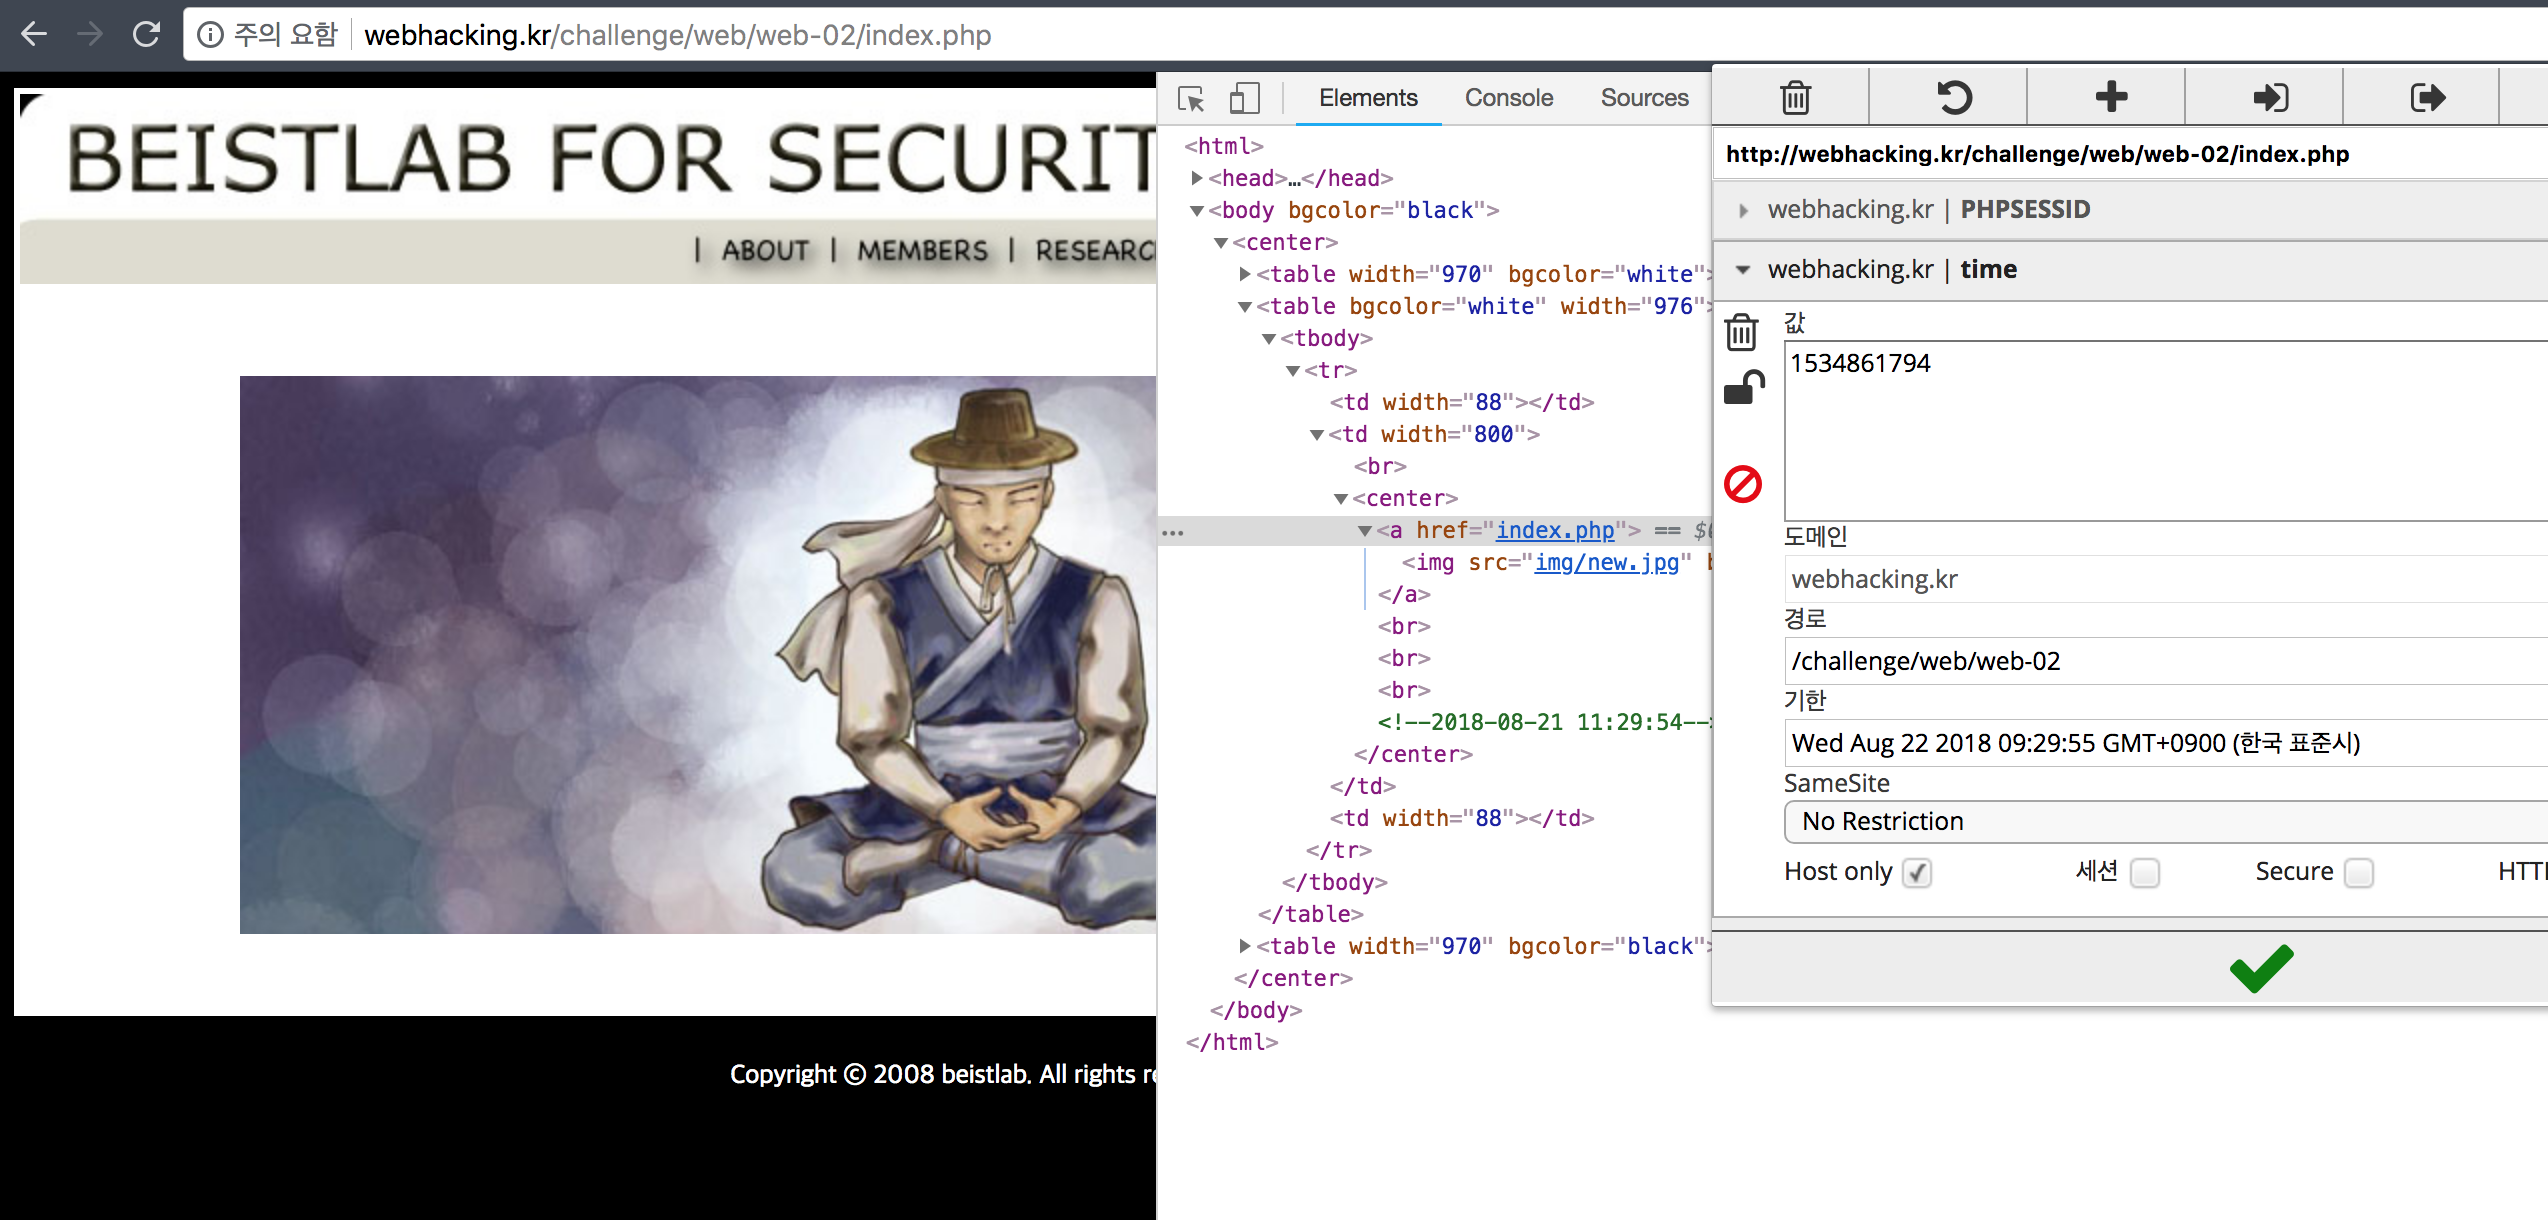 주의 요함 webhacking.kr/challenge/web/web-02/index.php
BEISTLAB FOR SECURIT
| ABOUT | MEMBERS | RESEARC
Copyright © 2008 beistlab. All rights re
Elements Console Sources
<html>
<head>…</head>
<body bgcolor="black">
<center>
<table width="970" bgcolor="white">
<table bgcolor="white" width="976">
<tbody>
<tr>
<td width="88"></td>
<td width="800">
<br>
<center>
… <a href="index.php"> == $
<img src="img/new.jpg" b
</a>
<br>
<br>
<br>
<!--2018-08-21 11:29:54-->
</center>
</td>
<td width="88"></td>
</tr>
</tbody>
</table>
<table width="970" bgcolor="black">
</center>
</body>
</html>
http://webhacking.kr/challenge/web/web-02/index.php
webhacking.kr | PHPSESSID
webhacking.kr | time
값
1534861794
도메인
webhacking.kr
경로
/challenge/web/web-02
기한
Wed Aug 22 2018 09:29:55 GMT+0900 (한국 표준시)
SameSite
No Restriction
Host only 세션 Secure HTT